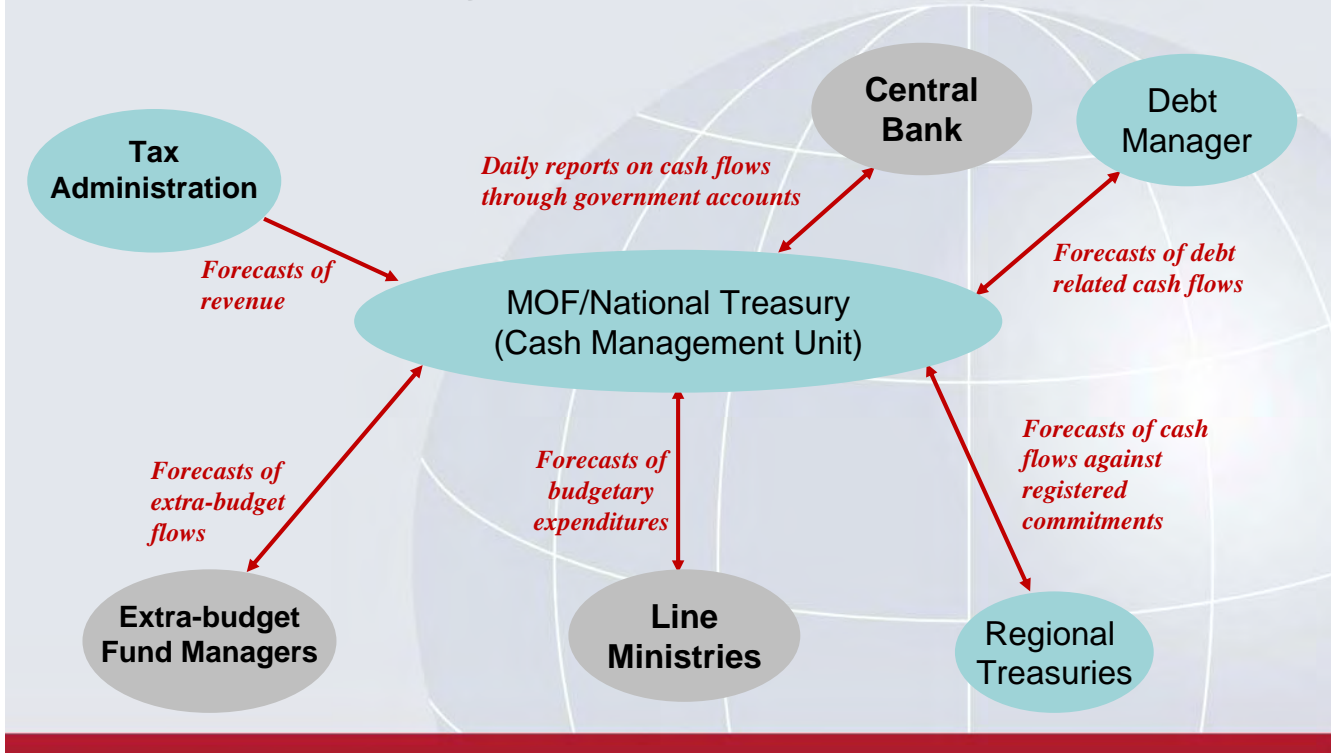 Central
Bank
Debt
Manager
Tax
Administration
Daily reports on cash flows
through government accounts
Forecasts of
revenue
Forecasts of debt
related cash flows
MOF/National Treasury
(Cash Management Unit)
Forecasts of
extra-budget
flows
Forecasts of
budgetary
expenditures
Forecasts of cash
flows against
registered
commitments
Extra-budget
Fund Managers
Line
Ministries
Regional
Treasuries